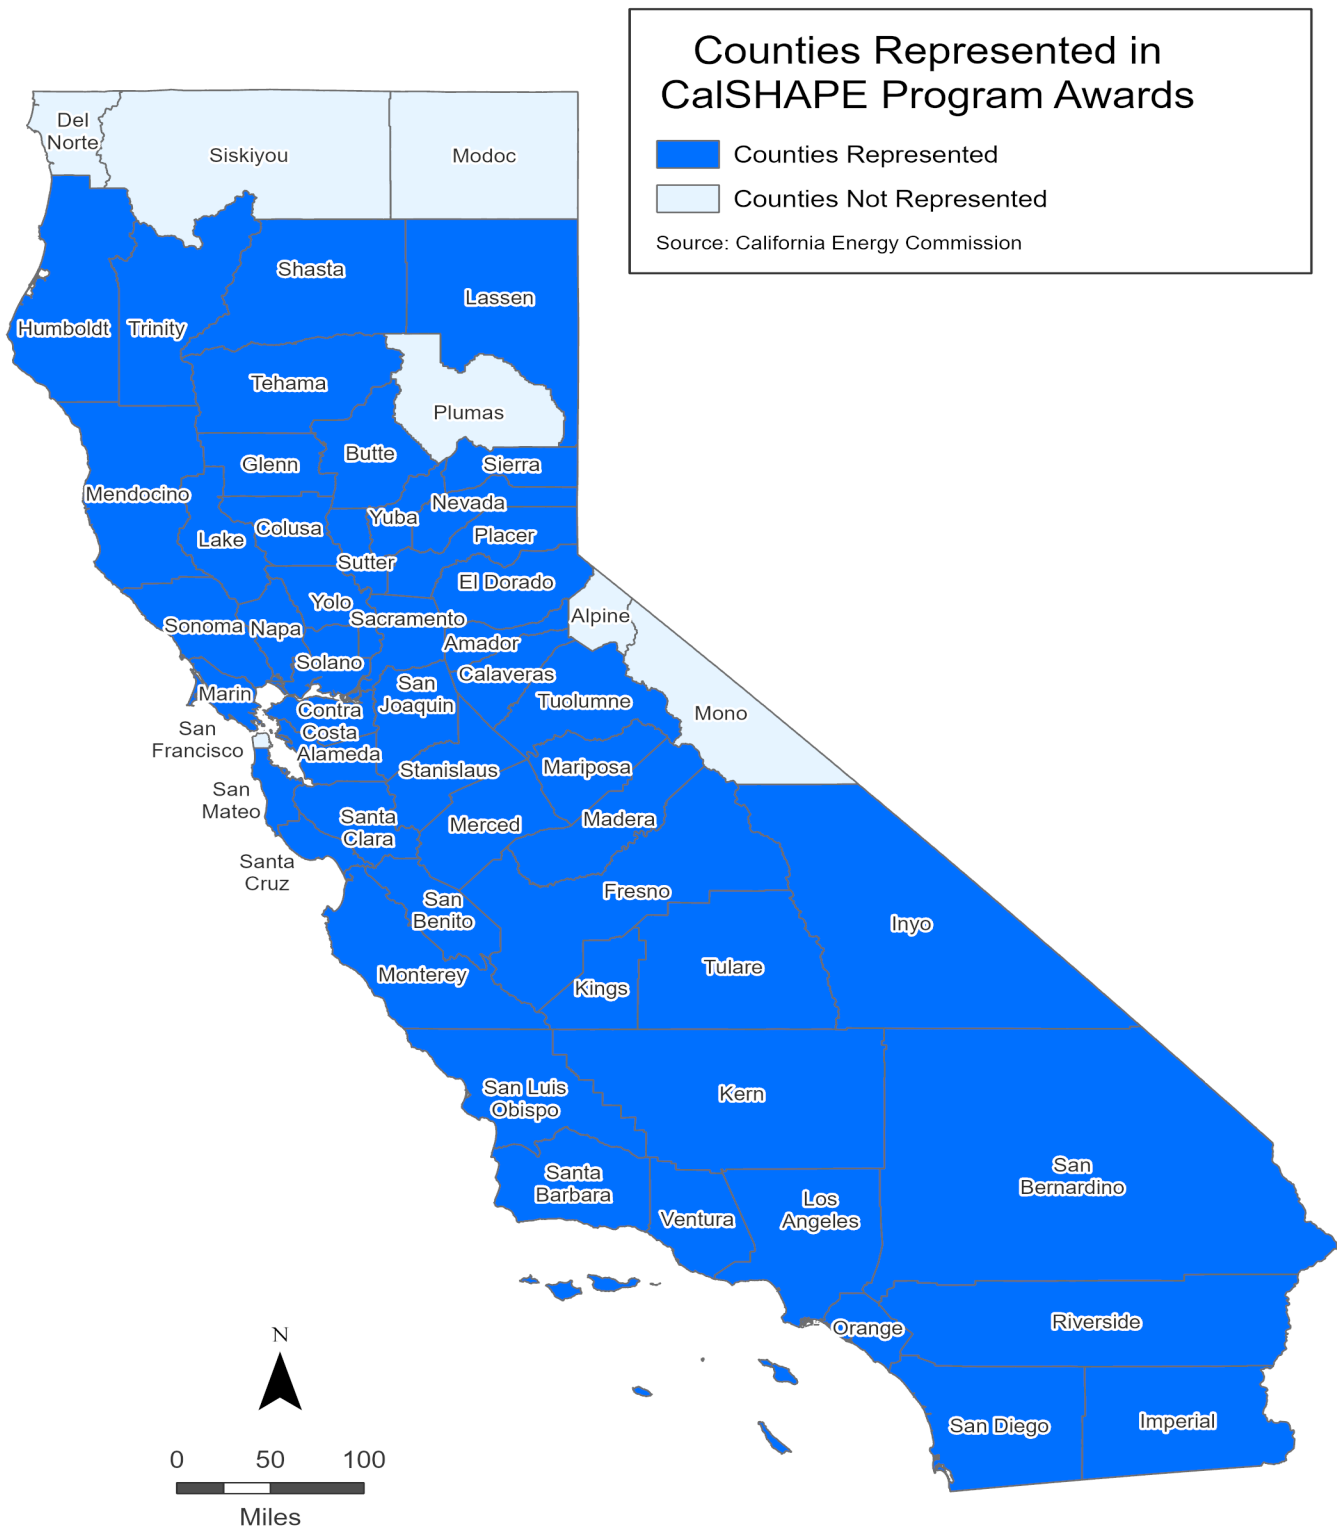 Counties Represented in
CalSHAPE Program Awards
Counties Represented
Counties Not Represented
Source: California Energy Commission
Del
Norte
Siskiyou
Modoc
Shasta
Lassen
Humboldt
Trinity
Tehama
Plumas
Butte
Glenn
Sierra
Mendocino
Nevada
Yuba
Colusa
Lake
Placer
Sutter
El Dorado
Yolo
Alpine
Sacramento
Sonoma
Napa
Amador
Solano
Calaveras
San
Joaquin
Marin
Tuolumne
Contra
Costa
Mono
San
Francisco
Alameda
Stanislaus
Mariposa
San
Mateo
Santa
Clara
Merced
Madera
Santa
Cruz
Fresno
San
Benito
Inyo
Monterey
Tulare
Kings
San Luis
Obispo
Kern
Santa
Barbara
San
Bernardino
Los
Angeles
Ventura
Orange
Riverside
San Diego
Imperial
N
0 50 100
Miles